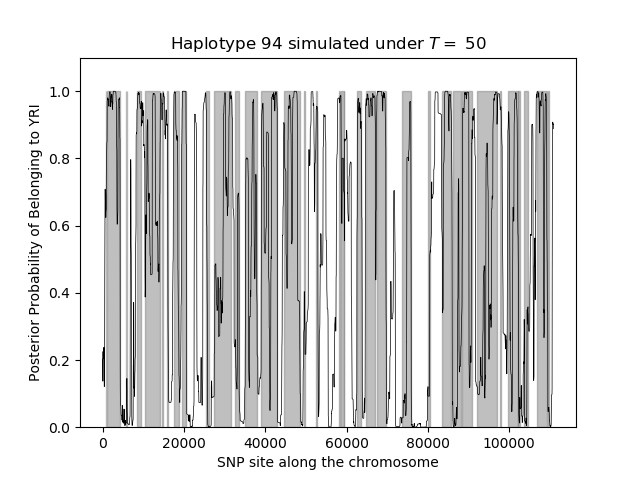 Haplotype 94 simulated under T = 50
Posterior Probability of Belonging to YRI
1.0
0.8
0.6
0.4
0.2
0.0
0 20000 40000 60000 80000 100000
SNP site along the chromosome